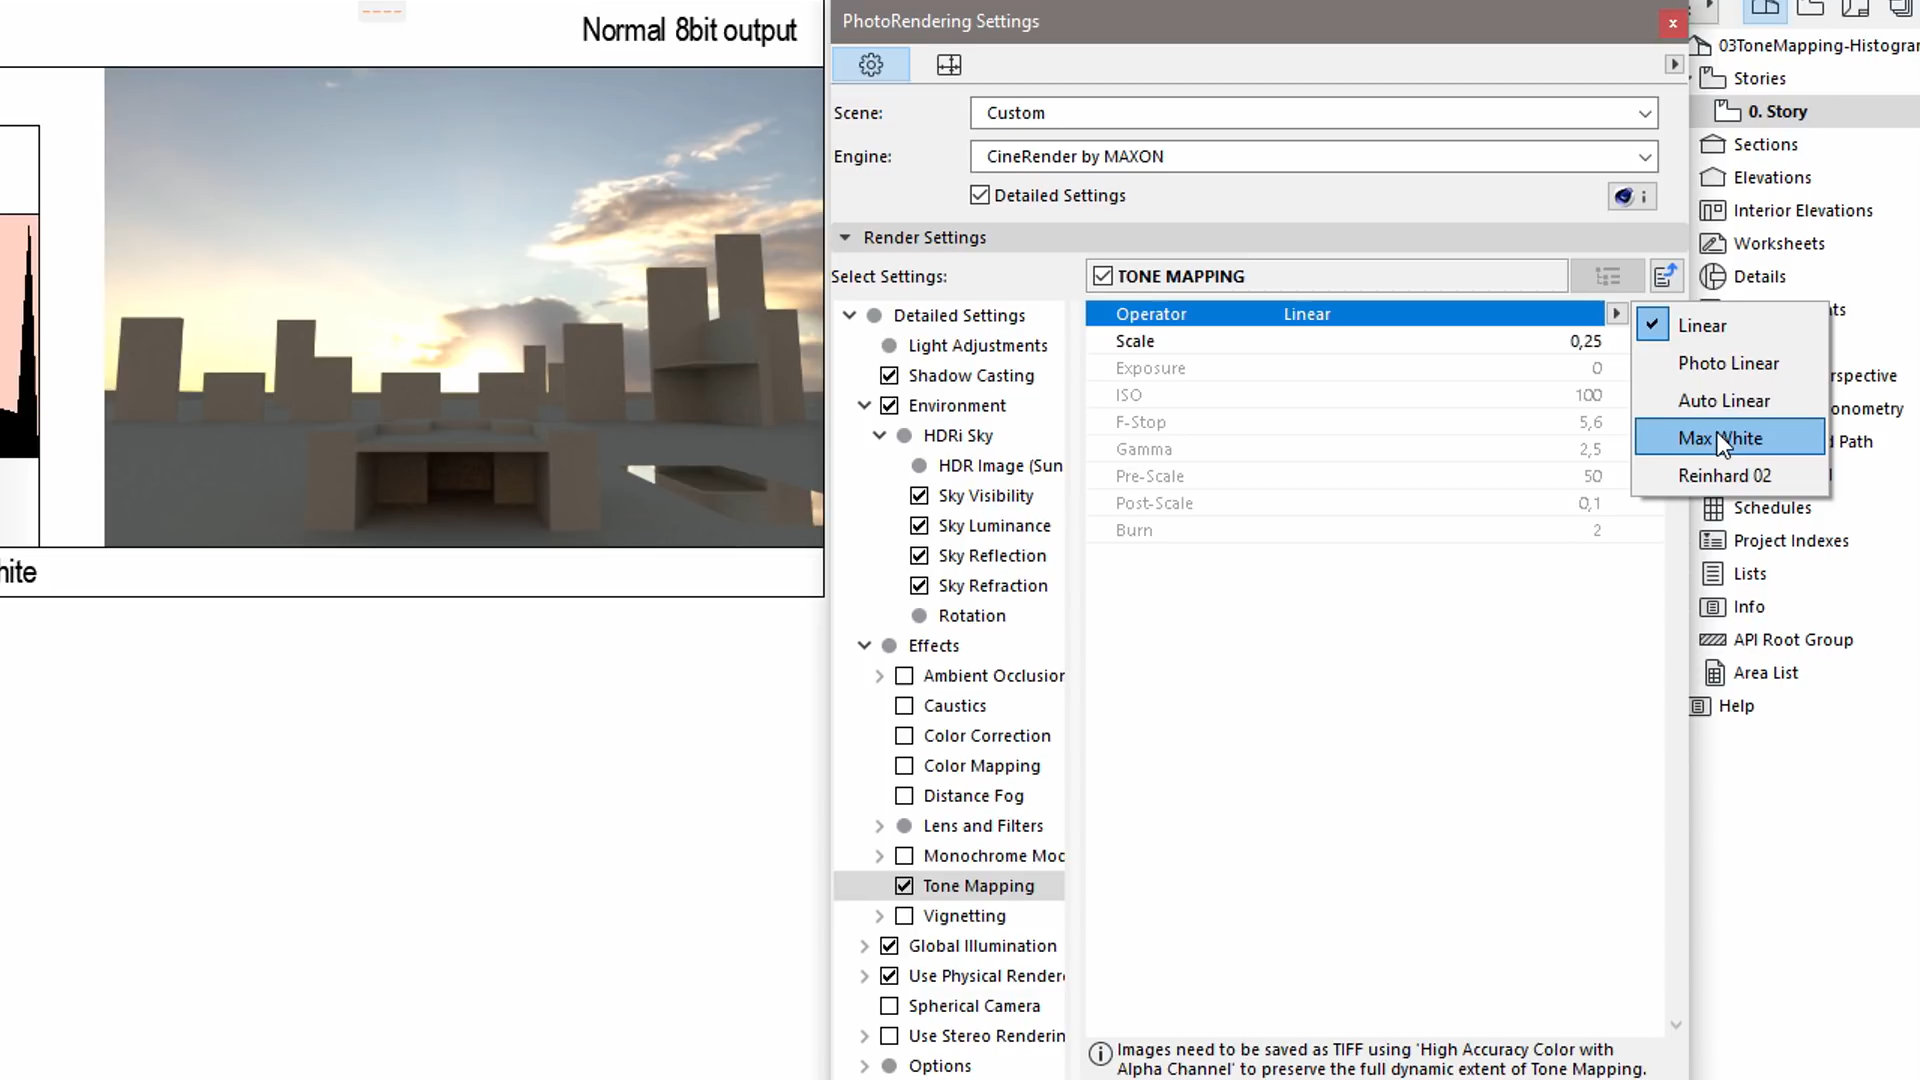 Normal 8bit output
PhotoRendering Settings
Scene:
Custom
Engine:
CineRender by MAXON
Detailed Settings
Render Settings
Select Settings:
TONE MAPPING
Detailed Settings
Light Adjustments
Shadow Casting
Environment
HDRi Sky
HDR Image (Sun
Sky Visibility
Sky Luminance
Sky Reflection
Sky Refraction
Rotation
Effects
Ambient Occlusion
Caustics
Color Correction
Color Mapping
Distance Fog
Lens and Filters
Monochrome Mod
Tone Mapping
Vignetting
Global Illumination
Use Physical Rendere
Spherical Camera
Use Stereo Renderin
Options
Operator Linear
Scale 0,25
Exposure 0
ISO 100
F-Stop 5,6
Gamma 2,5
Pre-Scale 50
Post-Scale 0,1
Burn 2
Images need to be saved as TIFF using 'High Accuracy Color with
Alpha Channel' to preserve the full dynamic extent of Tone Mapping.
Linear
Photo Linear
Auto Linear
Max White
Reinhard 02
03ToneMapping-Histogra
Stories
0. Story
Sections
Elevations
Interior Elevations
Worksheets
Details
nts
rspective
onometry
d Path
Schedules
Project Indexes
Lists
Info
API Root Group
Area List
Help
hite